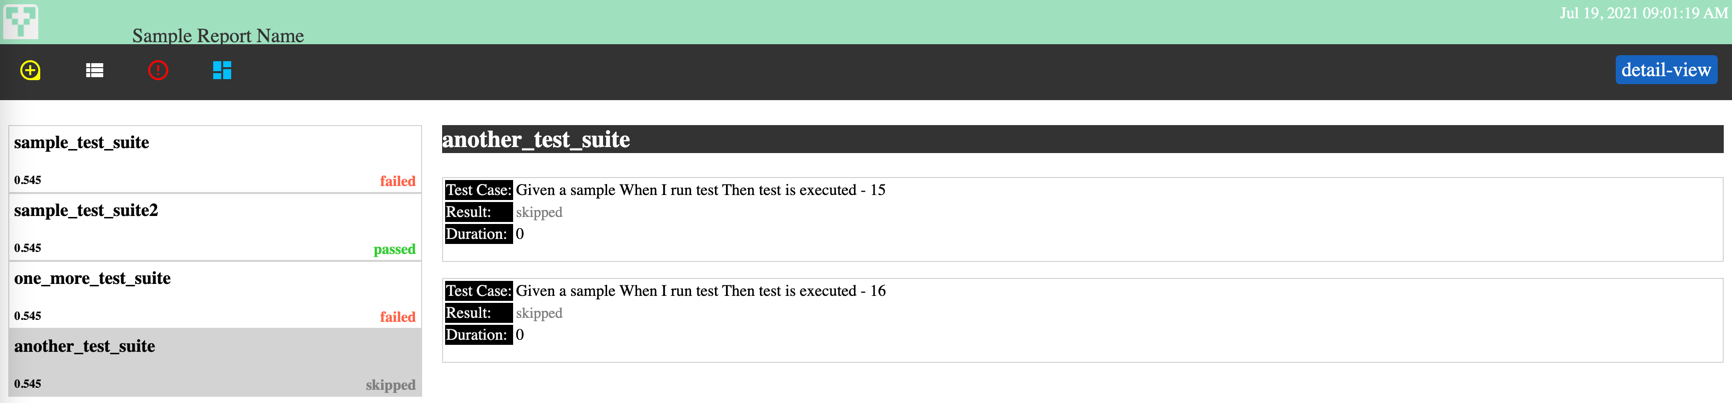 Jul 19, 2021 09:01:19 AM
Sample Report Name
detail-view
sample_test_suite
0.545 failed
sample_test_suite2
0.545 passed
one_more_test_suite
0.545 failed
another_test_suite
0.545 skipped
another_test_suite
Test Case: Given a sample When I run test Then test is executed - 15
Result: skipped
Duration: 0
Test Case: Given a sample When I run test Then test is executed - 16
Result: skipped
Duration: 0